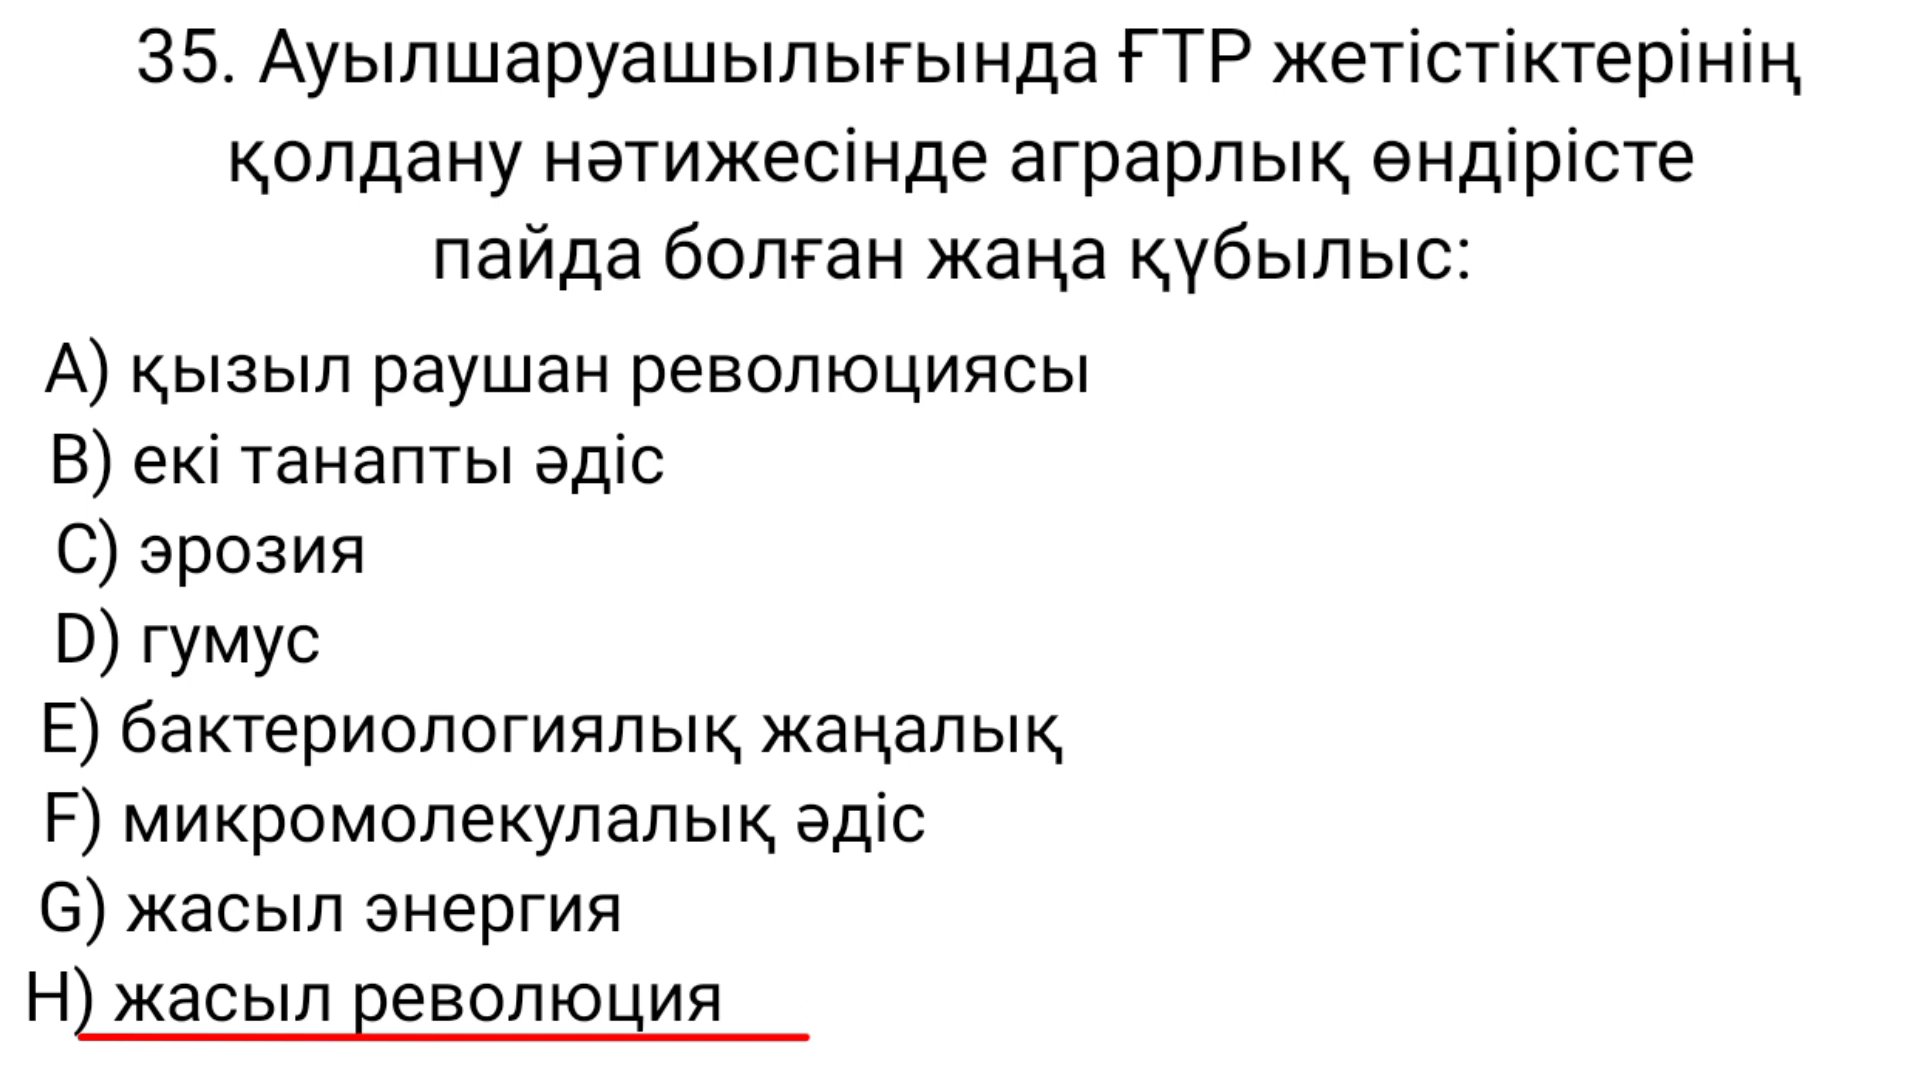 35. Ауылшаруашылығында ҒТР жетістіктерінің
қолдану нәтижесінде аграрлық өндірісте
пайда болған жаңа қүбылыс:
A) қызыл раушан революциясы
B) екі танапты әдіс
C) эрозия
D) гумус
E) бактериологиялық жаңалық
F) микромолекулалық әдіс
G) жасыл энергия
H) жасыл революция